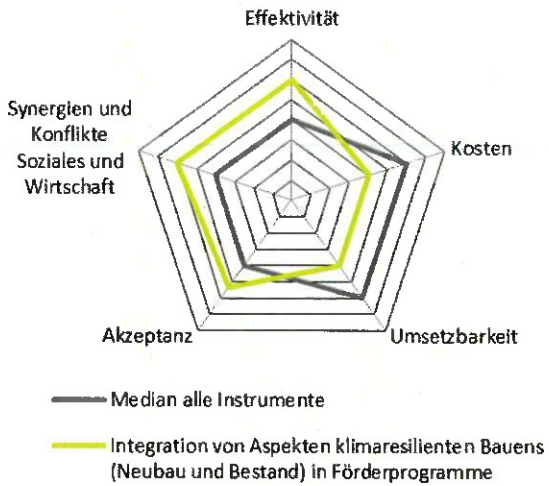 Effektivität
Synergien und
Konflikte
Soziales und
Wirtschaft
Kosten
Akzeptanz
Umsetzbarkeit
Median alle Instrumente
Integration von Aspekten klimaresilienten Bauens
(Neubau und Bestand) in Förderprogramme